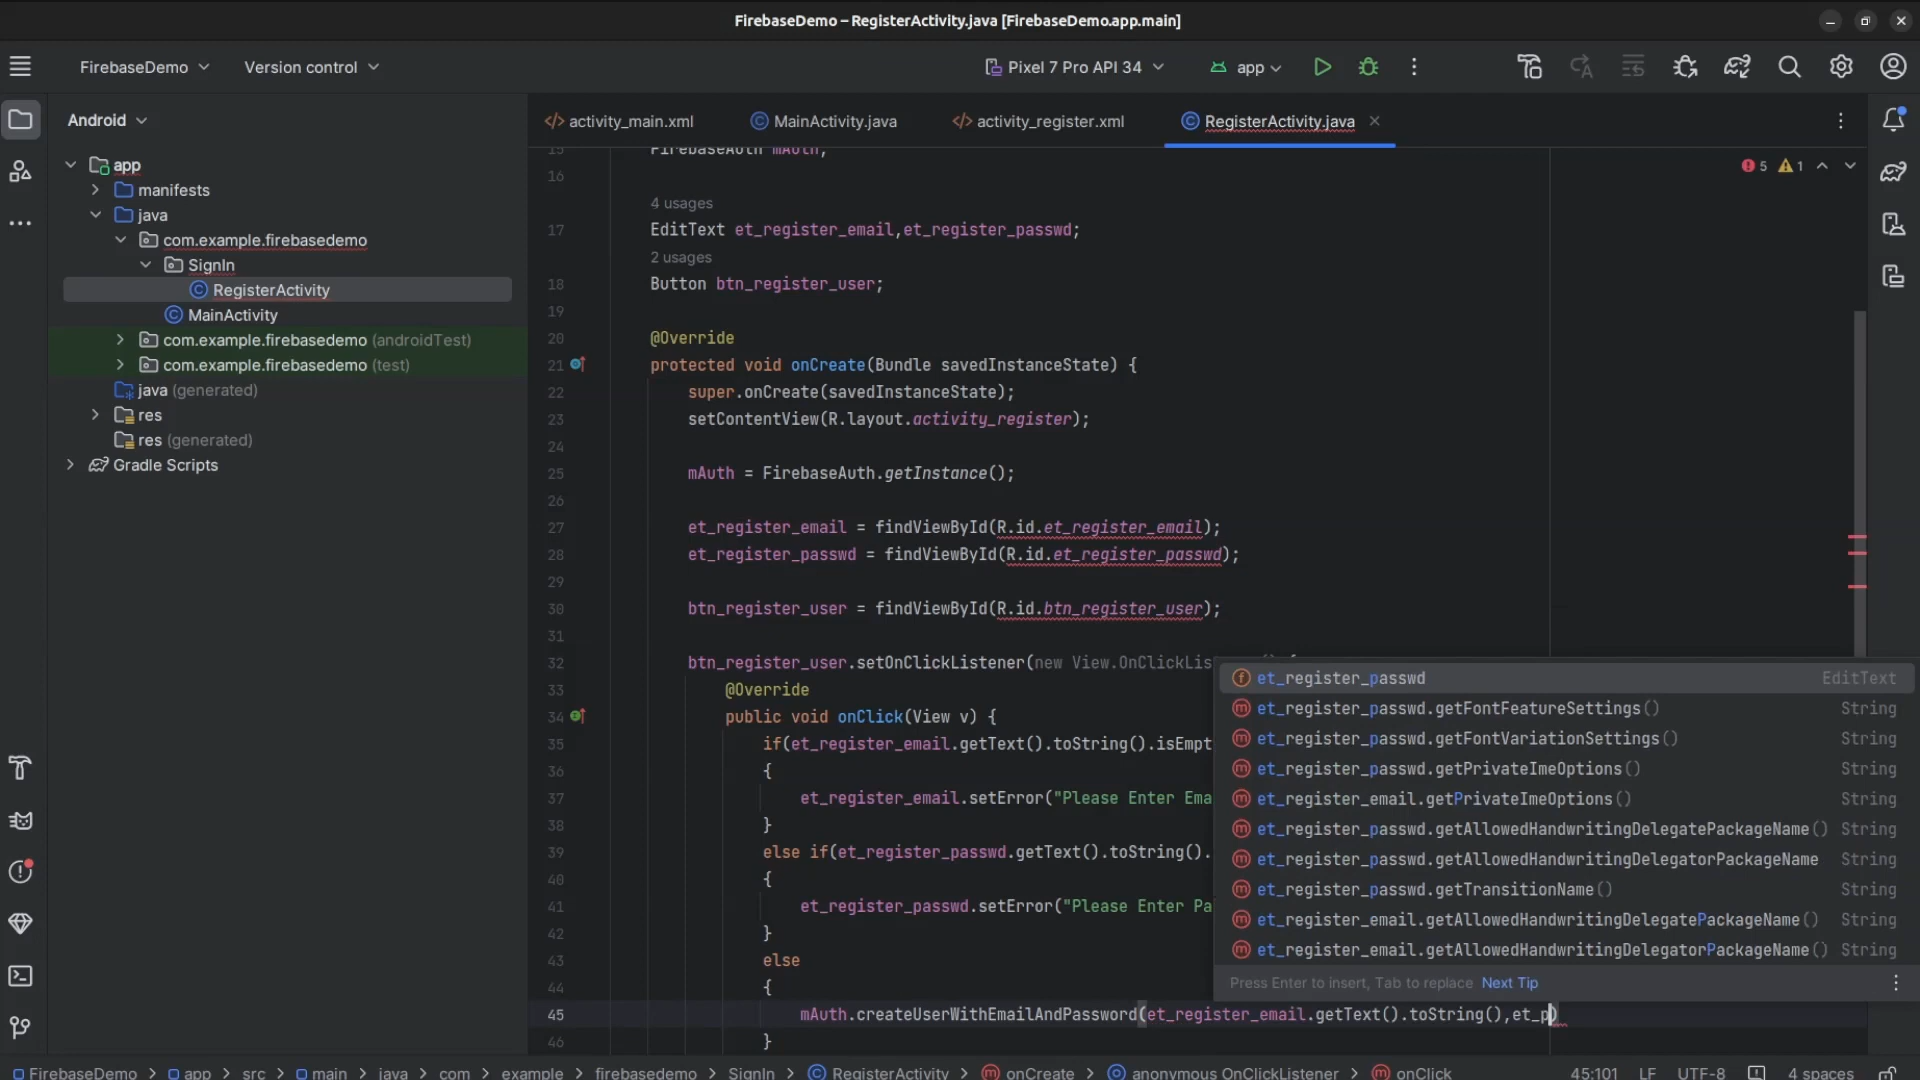 FirebaseDemo – RegisterActivity.java [FirebaseDemo.app.main]
FirebaseDemo
Version control
Pixel 7 Pro API 34
app
Android
activity_main.xml
MainActivity.java
activity_register.xml
RegisterActivity.java
5
1
app
manifests
java
com.example.firebasedemo
SignIn
RegisterActivity
MainActivity
com.example.firebasedemo (androidTest)
com.example.firebasedemo (test)
java (generated)
res
res (generated)
Gradle Scripts
15 FirebaseAuth mAuth;
16
4 usages
17 EditText et_register_email,et_register_passwd;
2 usages
18 Button btn_register_user;
19
20 @Override
21 protected void onCreate(Bundle savedInstanceState) {
22 super.onCreate(savedInstanceState);
23 setContentView(R.layout.activity_register);
24
25 mAuth = FirebaseAuth.getInstance();
26
27 et_register_email = findViewById(R.id.et_register_email);
28 et_register_passwd = findViewById(R.id.et_register_passwd);
29
30 btn_register_user = findViewById(R.id.btn_register_user);
31
32 btn_register_user.setOnClickListener(new View.OnClickLis
33 @Override
34 public void onClick(View v) {
35 if(et_register_email.getText().toString().isEmpt
36 {
37 et_register_email.setError("Please Enter Ema
38 }
39 else if(et_register_passwd.getText().toString().
40 {
41 et_register_passwd.setError("Please Enter Pa
42 }
43 else
44 {
45 mAuth.createUserWithEmailAndPassword(et_register_email.getText().toString(),et_p)
46 }
et_register_passwd EditText
et_register_passwd.getFontFeatureSettings() String
et_register_passwd.getFontVariationSettings() String
et_register_passwd.getPrivateImeOptions() String
et_register_email.getPrivateImeOptions() String
et_register_passwd.getAllowedHandwritingDelegatePackageName() String
et_register_passwd.getAllowedHandwritingDelegatorPackageName String
et_register_passwd.getTransitionName() String
et_register_email.getAllowedHandwritingDelegatePackageName() String
et_register_email.getAllowedHandwritingDelegatorPackageName() String
Press Enter to insert, Tab to replace Next Tip
FirebaseDemo > app > src > main > java > com > example > firebasedemo > SignIn > RegisterActivity > onCreate > anonymous OnClickListener > onClick
45:101 LF UTF-8 4 spaces